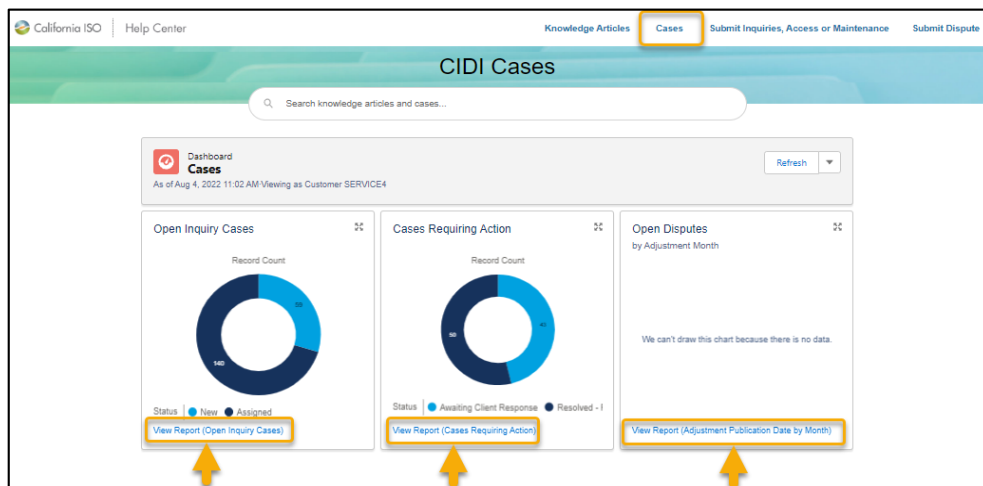 California ISO Help Center Knowledge Articles Cases Submit Inquiries, Access or Maintenance Submit Dispute
CIDI Cases
Search knowledge articles and cases...
Dashboard
Cases
As of Aug 4, 2022 11:02 AM·Viewing as Customer SERVICE4
Refresh
Open Inquiry Cases
Record Count
140
Status New Assigned
View Report (Open Inquiry Cases)
Cases Requiring Action
Record Count
50
Status Awaiting Client Response Resolved - I
View Report (Cases Requiring Action)
Open Disputes
by Adjustment Month
We can't draw this chart because there is no data.
View Report (Adjustment Publication Date by Month)